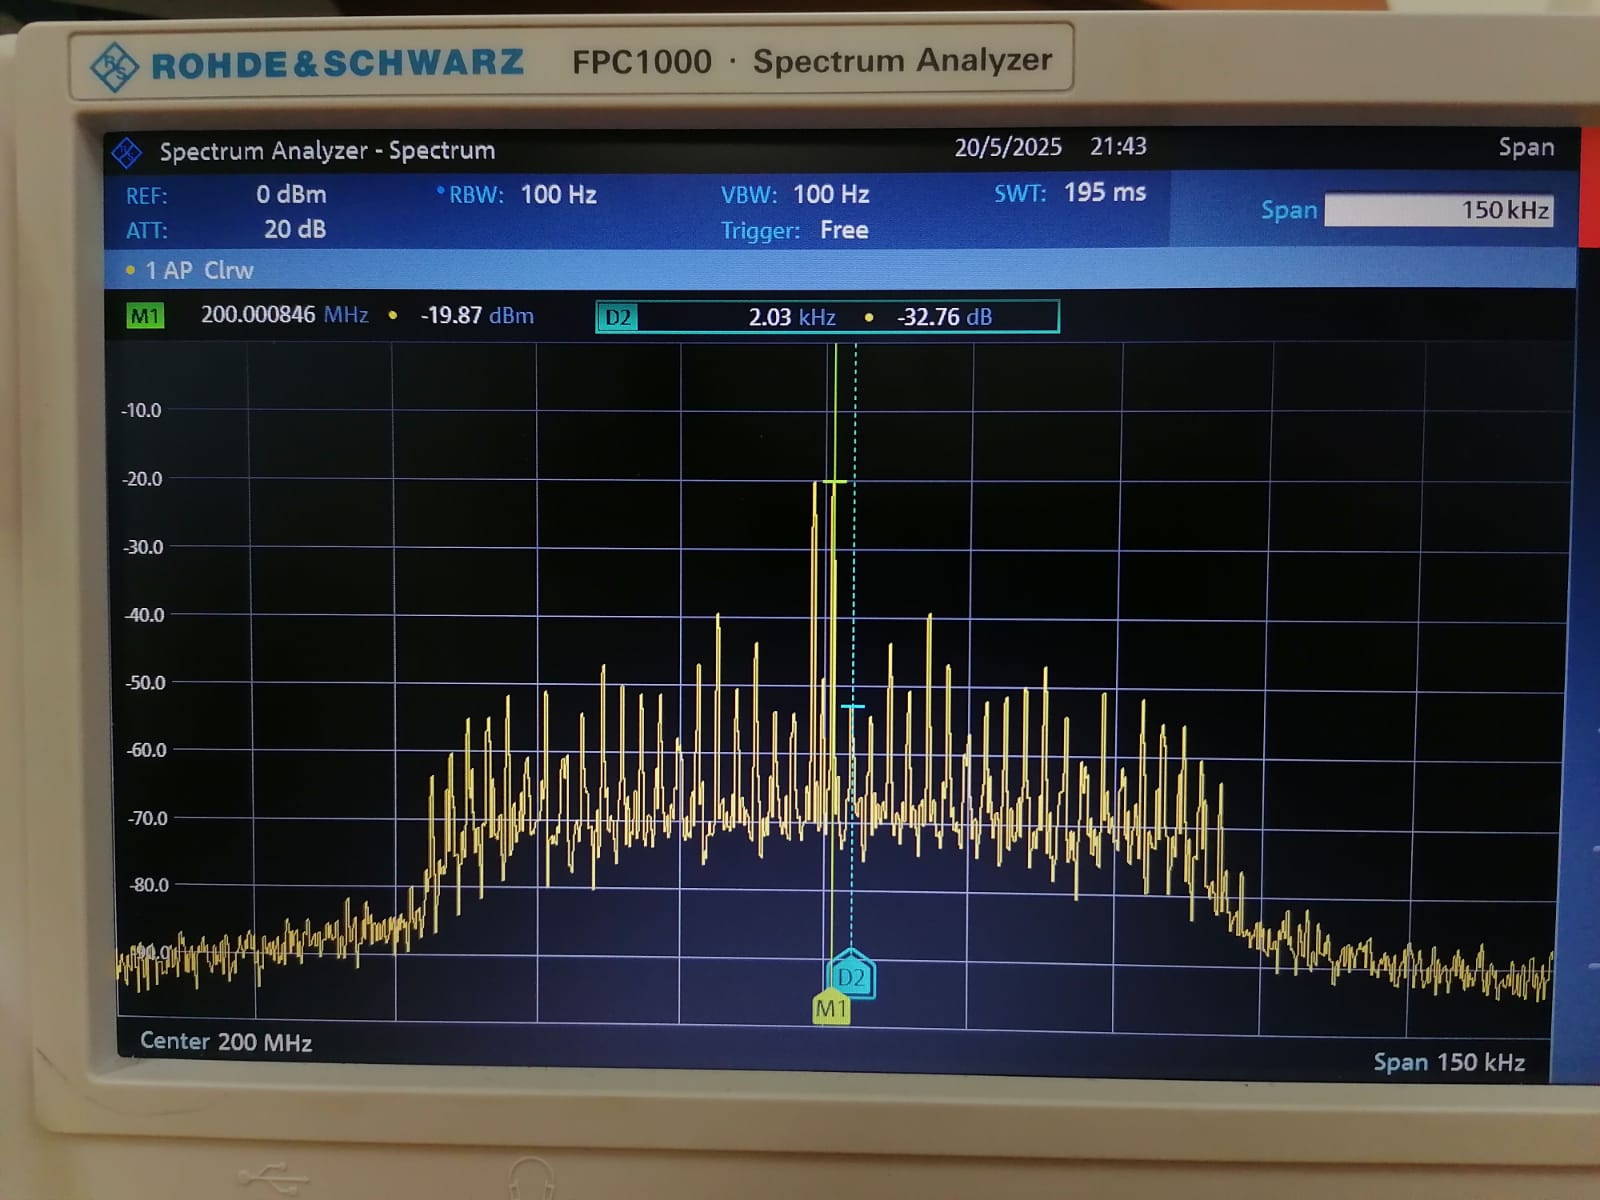 ROHDE&SCHWARZ FPC1000 · Spectrum Analyzer
Spectrum Analyzer - Spectrum 20/5/2025 21:43 Span
REF: 0 dBm RBW: 100 Hz VBW: 100 Hz SWT: 195 ms Span 150 kHz
ATT: 20 dB Trigger: Free
1 AP Clrw
M1 200.000846 MHz • -19.87 dBm D2 2.03 kHz • -32.76 dB
-10.0
-20.0
-30.0
-40.0
-50.0
-60.0
-70.0
-80.0
-90.0
D2
M1
Center 200 MHz
Span 150 kHz